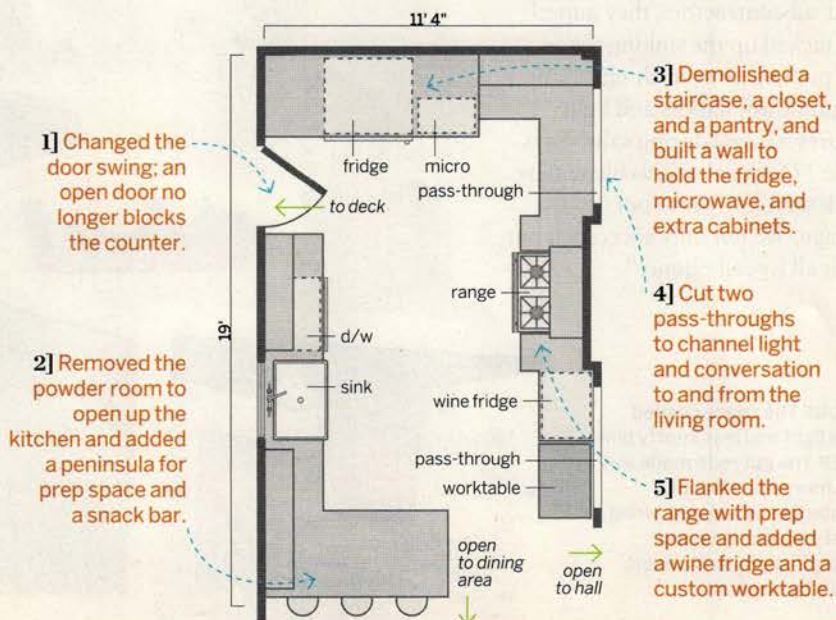 11' 4"
19'
1] Changed the
door swing; an
open door no
longer blocks
the counter.
2] Removed the
powder room to
open up the
kitchen and added
a peninsula for
prep space and
a snack bar.
fridge
micro
pass-through
to deck
range
d/w
sink
wine fridge
pass-through
worktable
open
to dining
area
open
to hall
3] Demolished a
staircase, a closet,
and a pantry, and
built a wall to
hold the fridge,
microwave, and
extra cabinets.
4] Cut two
pass-throughs
to channel light
and conversation
to and from the
living room.
5] Flanked the
range with prep
space and added
a wine fridge and a
custom worktable.